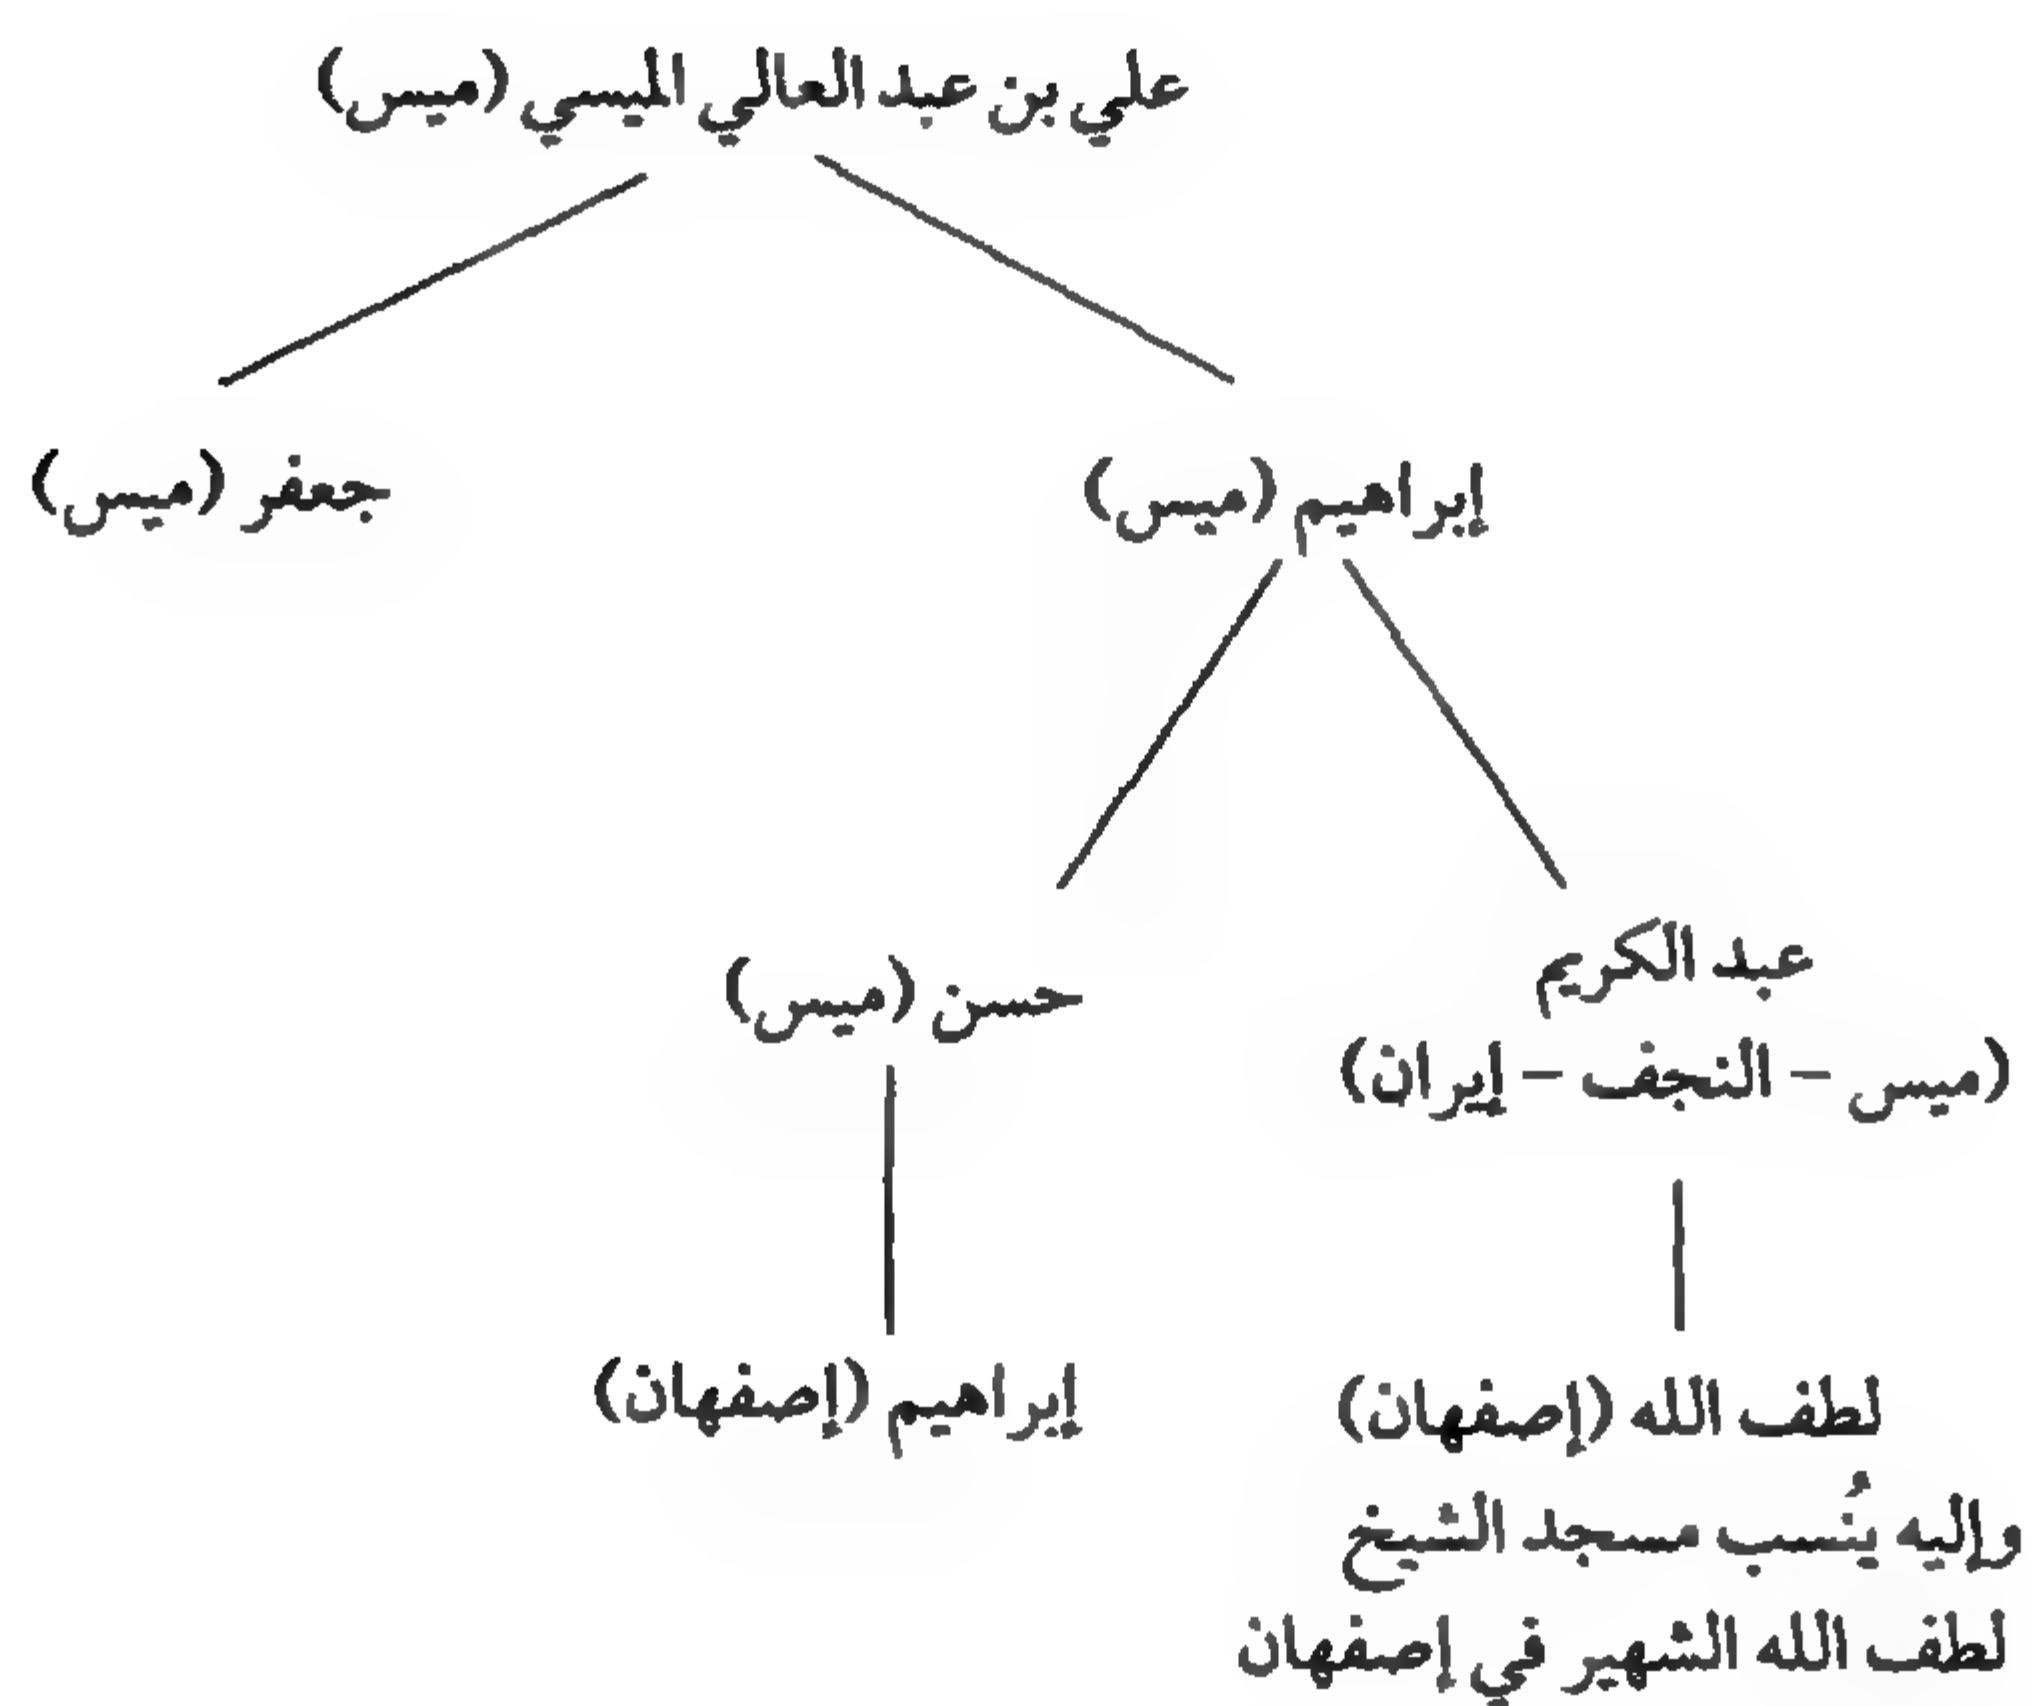 علي بن عبد العالي الميسي (ميس)
إبراهيم (ميس)
جعفر (ميس)
عبد الكريم
(ميس – النجف – إيران)
حسن (ميس)
لطف الله (إصفهان)
وإليه يُنسب مسجد الشيخ
لطف الله الشهير في إصفهان
إبراهيم (إصفهان)